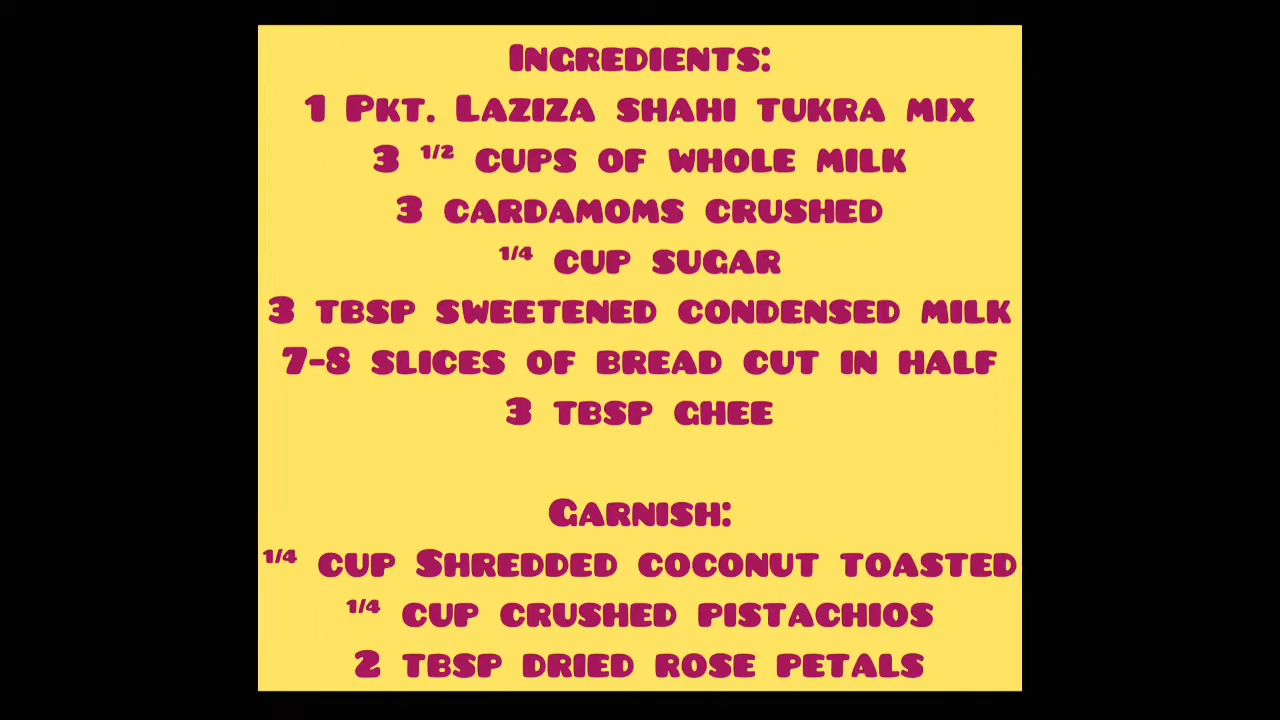 Ingredients:
1 Pkt. Laziza shahi tukra mix
3 1/2 cups of whole milk
3 cardamoms crushed
1/4 cup sugar
3 tbsp sweetened condensed milk
7-8 slices of bread cut in half
3 tbsp ghee
Garnish:
1/4 cup Shredded coconut toasted
1/4 cup crushed pistachios
2 tbsp dried rose petals